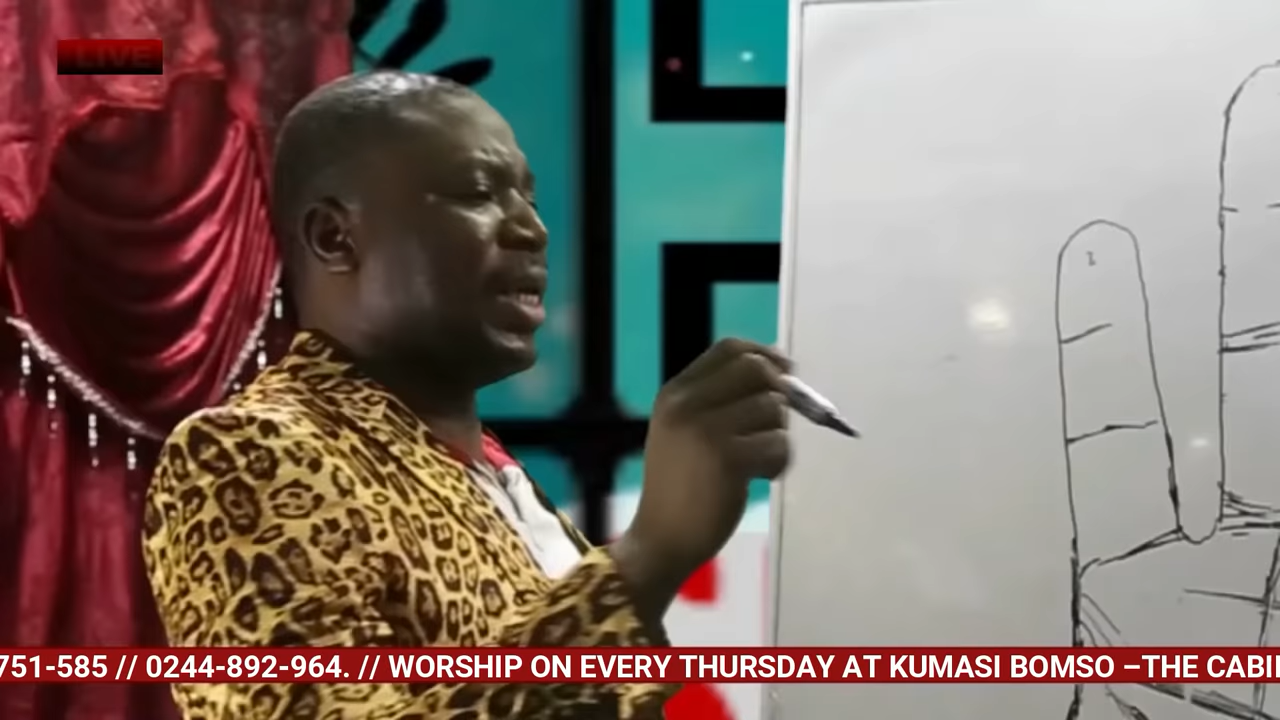 LIVE
751-585 // 0244-892-964. // WORSHIP ON EVERY THURSDAY AT KUMASI BOMSO –THE CABI